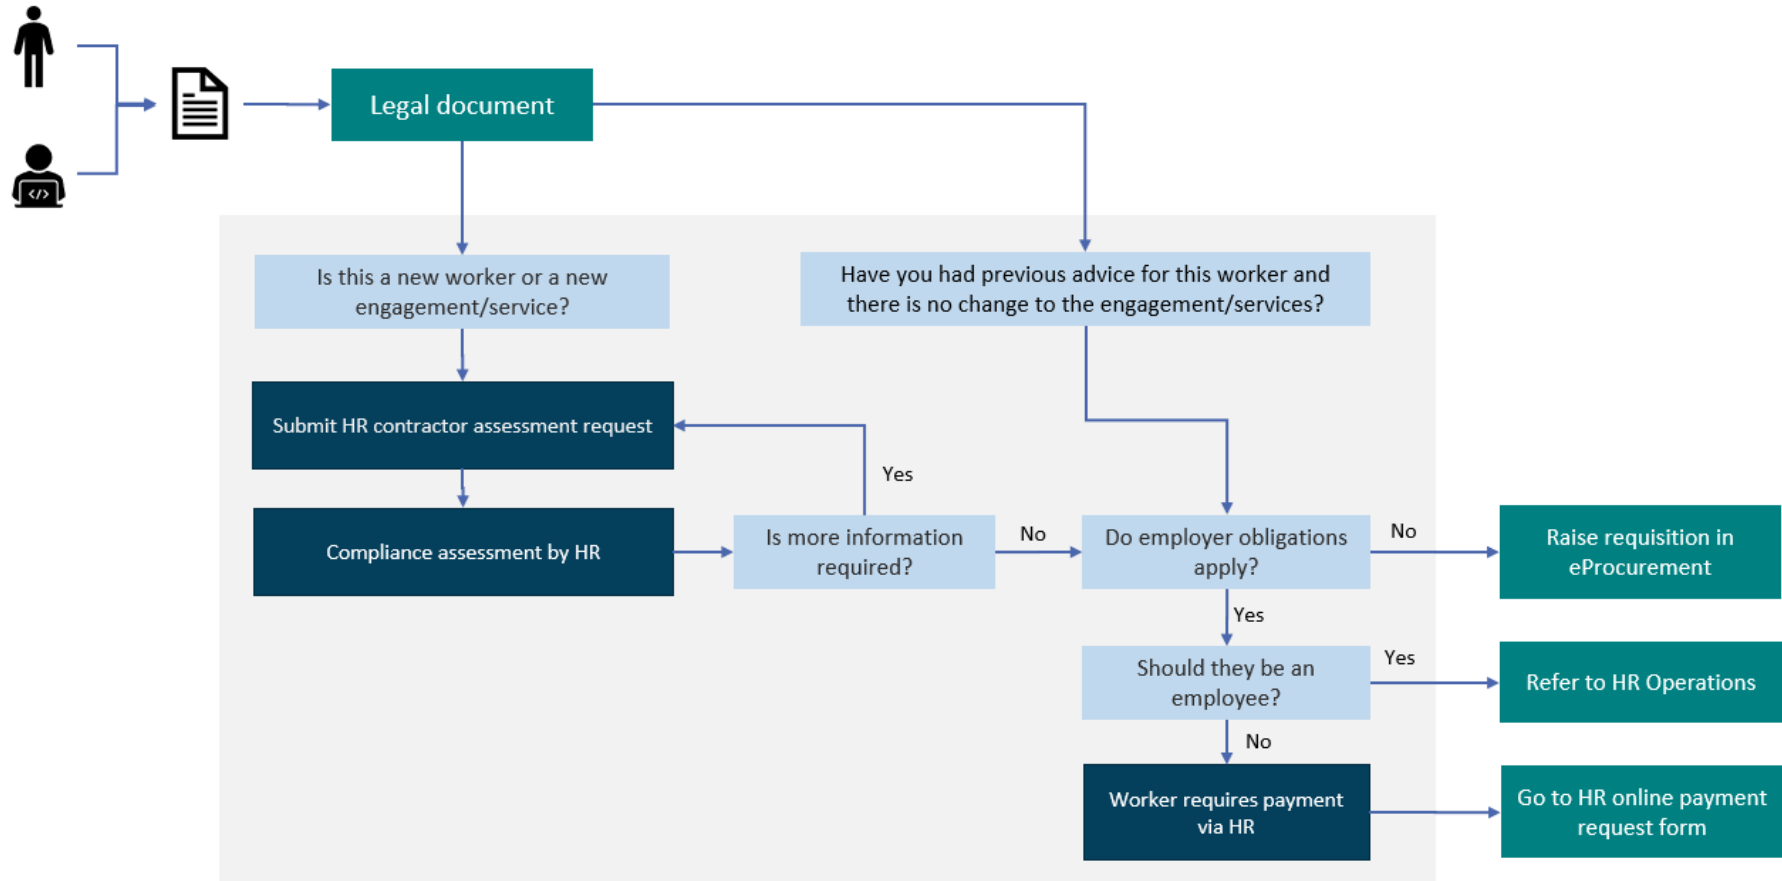 Legal document
</>
Is this a new worker or a new
engagement/service?
Have you had previous advice for this worker and
there is no change to the engagement/services?
Submit HR contractor assessment request
Yes
Compliance assessment by HR
Is more information
required?
No
Do employer obligations
apply?
No
Raise requisition in
eProcurement
Yes
Should they be an
employee?
Yes
Refer to HR Operations
No
Worker requires payment
via HR
Go to HR online payment
request form